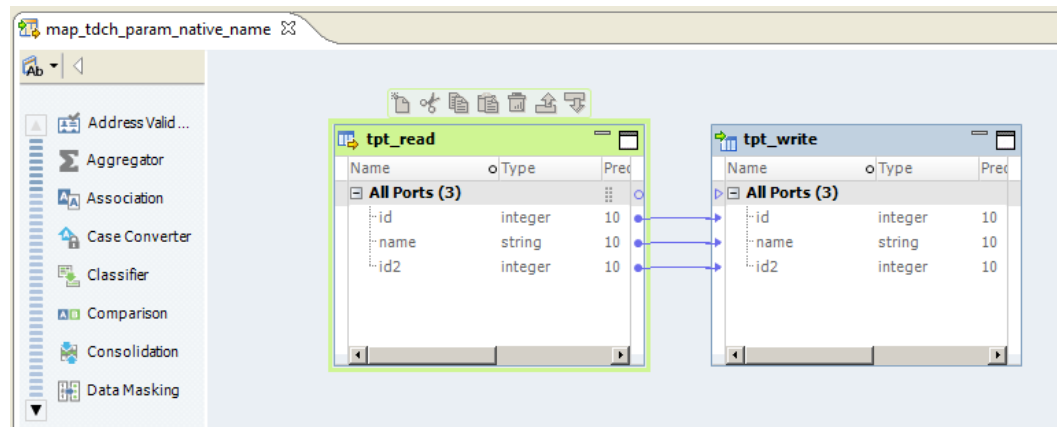 map_tdch_param_native_name
Ab
Address Valid...
Aggregator
Association
Case Converter
Classifier
Comparison
Consolidation
Data Masking
tpt_read
Name Type Prec
All Ports (3)
id integer 10
name string 10
id2 integer 10
tpt_write
Name Type Prec
All Ports (3)
id integer 10
name string 10
id2 integer 10